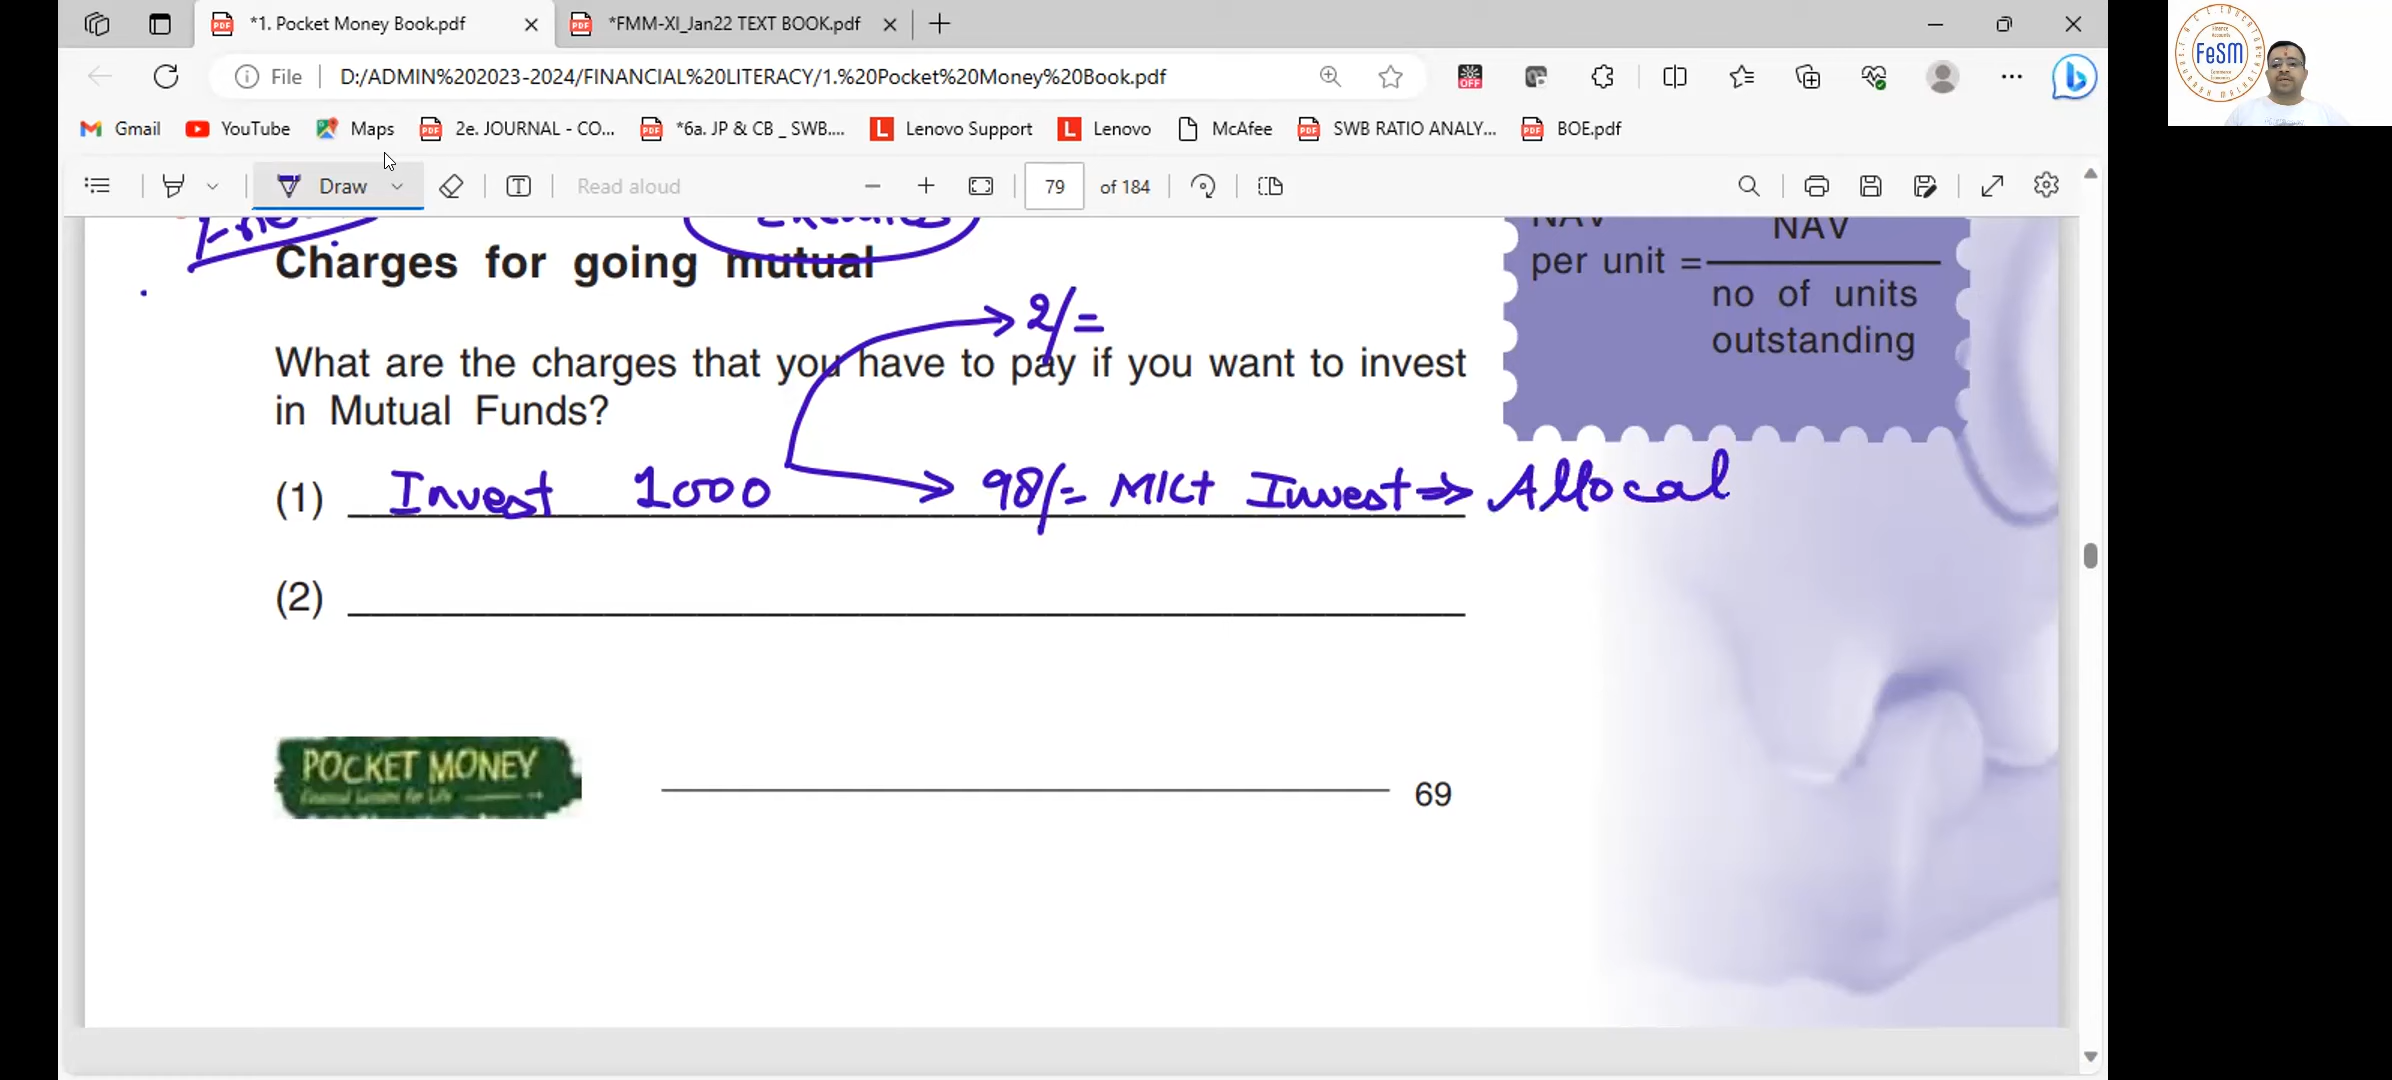 *1. Pocket Money Book.pdf
*FMM-XI_Jan22 TEXT BOOK.pdf
File
D:/ADMIN%202023-2024/FINANCIAL%20LITERACY/1.%20Pocket%20Money%20Book.pdf
OFF
Gmail YouTube Maps 2e. JOURNAL - CO... *6a. JP & CB _ SWB.... Lenovo Support Lenovo McAfee SWB RATIO ANALY... BOE.pdf
Draw Read aloud 79 of 184
Charges for going mutual
NAV per unit = NAV
no of units
outstanding
2/=
What are the charges that you have to pay if you want to invest
in Mutual Funds?
(1) Invest 1000 98/= MKt Invest ⇒ Allocal
(2)
POCKET MONEY
69
FeSM